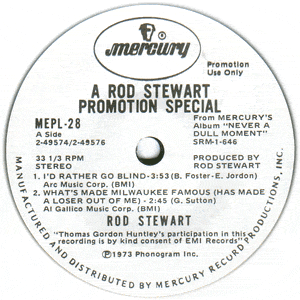 mercury
Promotion
Use Only
A ROD STEWART
PROMOTION SPECIAL
MEPL-28
A Side
2-49574/2-49576
From MERCURY'S
Album "NEVER A
DULL MOMENT"
SRM-1-646
33 1/3 RPM
STEREO
PRODUCED BY
ROD STEWART
1. I'D RATHER GO BLIND-3:53 (B. Foster-E. Jordon)
Arc Music Corp. (BMI)
2. WHAT'S MADE MILWAUKEE FAMOUS (HAS MADE
A LOSER OUT OF ME) - 2:45 (G. Sutton)
Al Gallico Music Corp. (BMI)
ROD STEWART
"Thomas Gordon Huntley's participation in this
recording is by kind consent of EMI Records"
Ⓟ1973 Phonogram Inc.
MANUFACTURED AND DISTRIBUTED BY MERCURY RECORD PRODUCTIONS, INC.